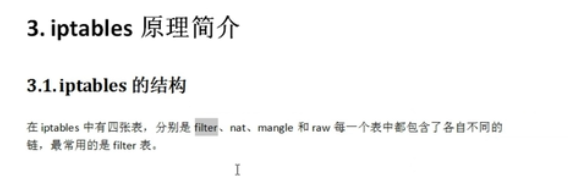 3. iptables 原理简介
3.1.iptables 的结构
在 iptables 中有四张表，分别是 filter、nat、mangle 和 raw 每一个表中都包含了各自不同的
链，最常用的是 filter 表。